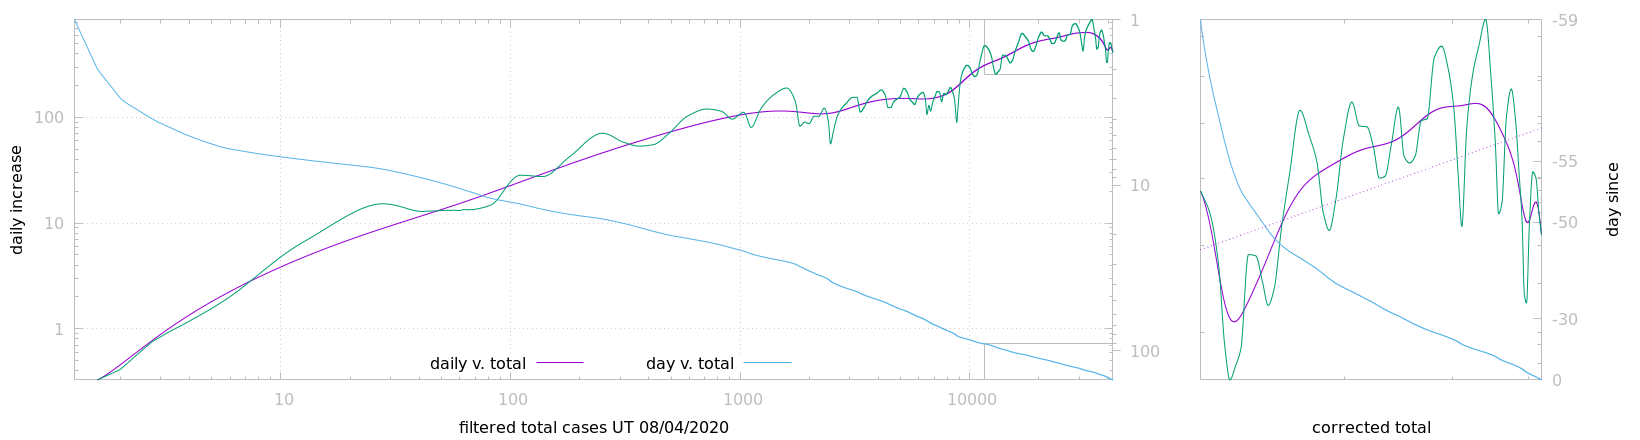 1
-59
100
daily increase
-55
10
day since
10
-50
1
-30
daily v. total
day v. total
100
0
10
100
1000
10000
filtered total cases UT 08/04/2020
corrected total